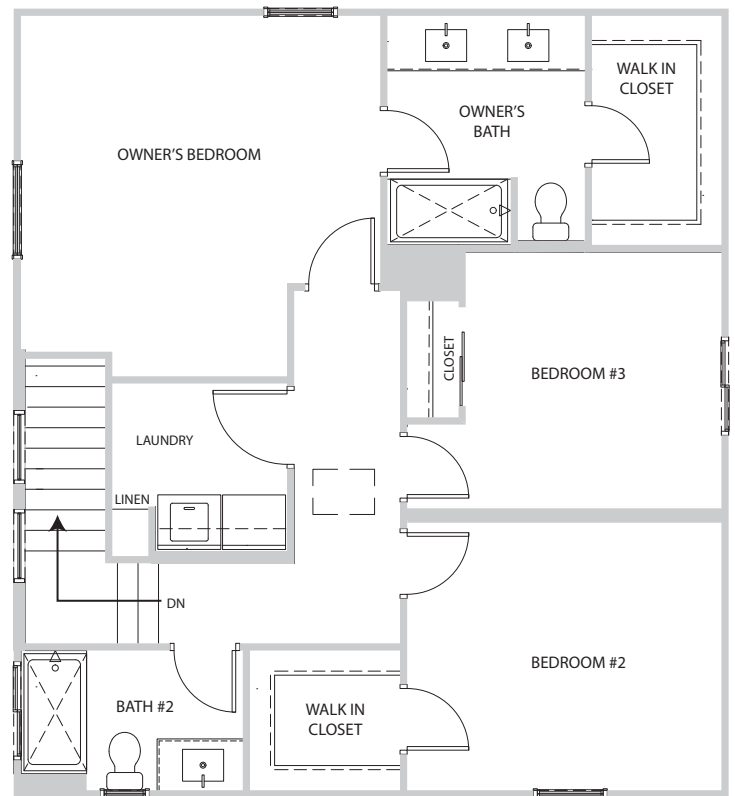 WALK IN
CLOSET
OWNER'S
BATH
OWNER'S BEDROOM
CLOSET
BEDROOM #3
LAUNDRY
LINEN
DN
BEDROOM #2
BATH #2
WALK IN
CLOSET